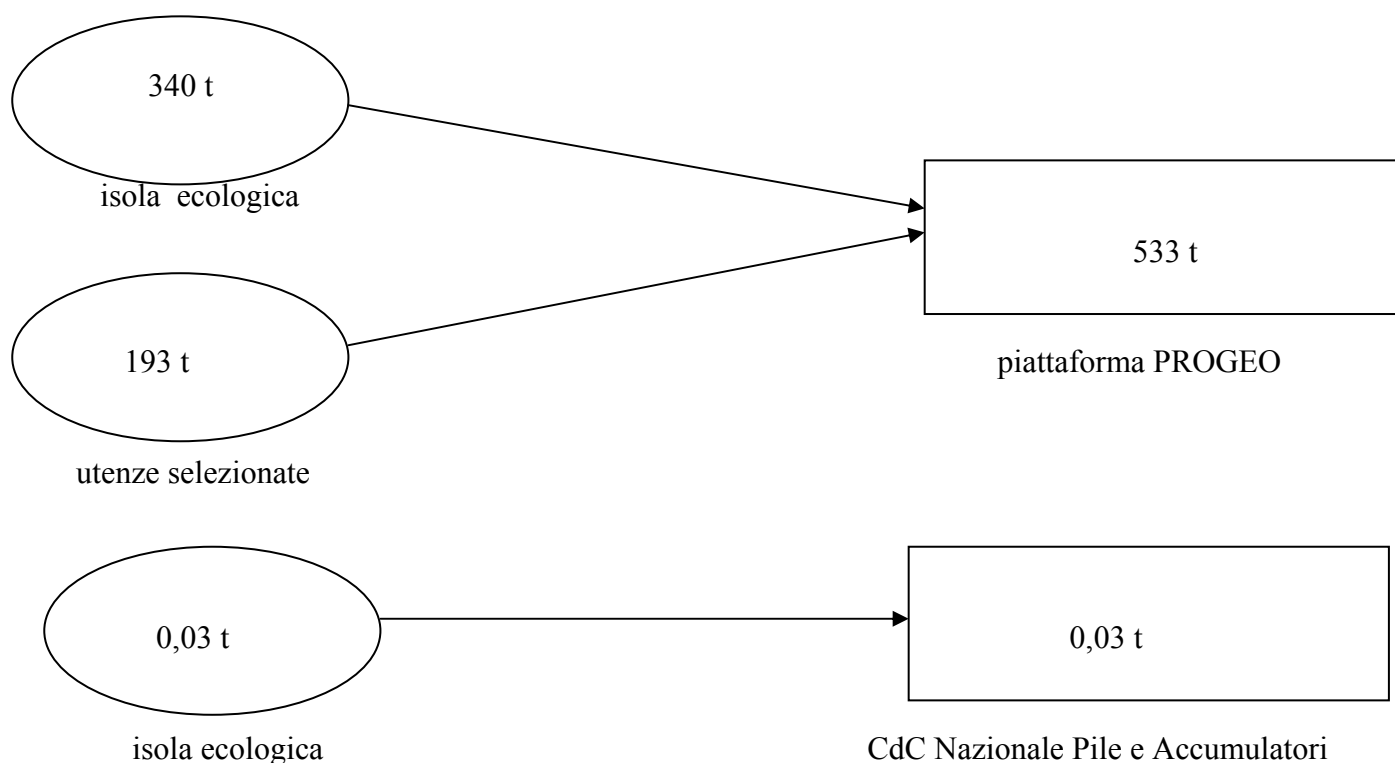 340 t
isola ecologica
533 t
193 t
piattaforma PROGEO
utenze selezionate
0,03 t
0,03 t
isola ecologica
CdC Nazionale Pile e Accumulatori